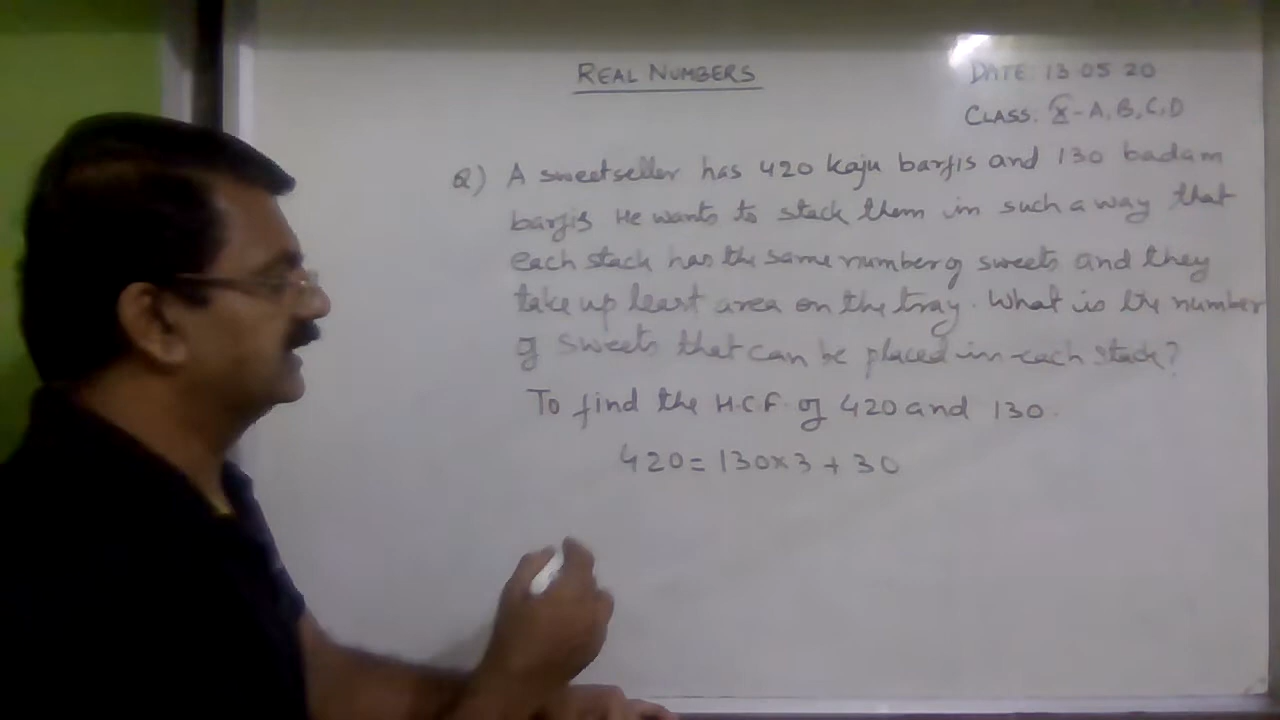 REAL NUMBERS
DATE: 13.05 20
CLASS: X - A, B, C, D
Q) A sweetseller has 420 kaju barfis and 130 badam
barfis He wants to stack them in such a way that
each stack has the same number of sweets and they
take up least area on the tray. What is the number
of sweets that can be placed in each stack?
To find the H.C.F. of 420 and 130.
420 = 130 x 3 + 30